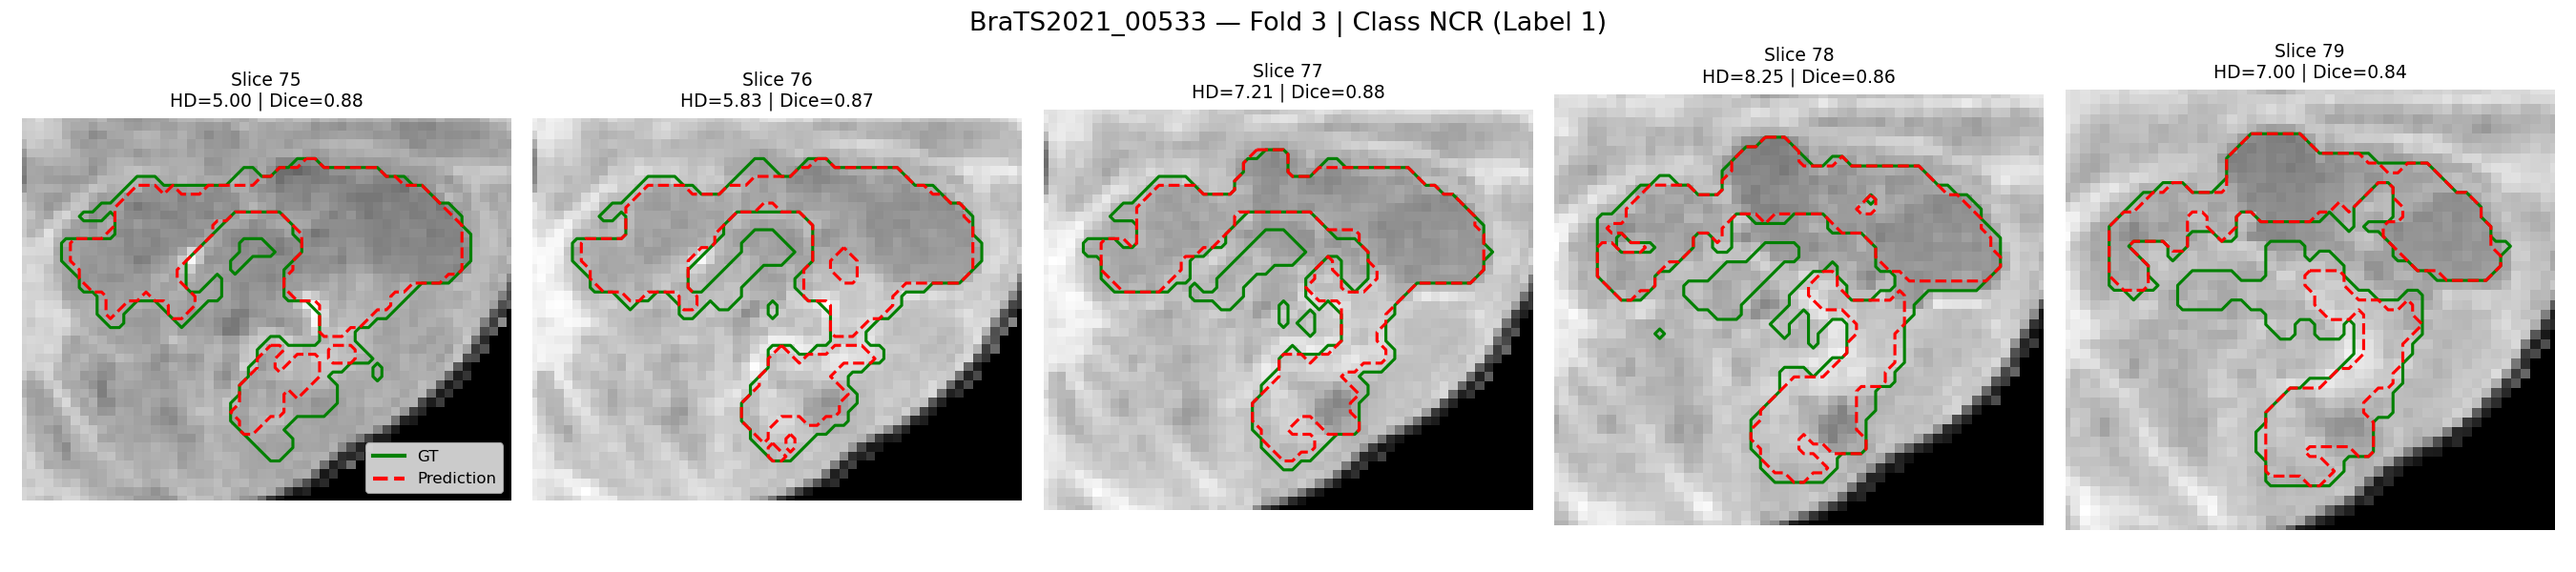 BraTS2021_00533 — Fold 3 | Class NCR (Label 1)
Slice 75
HD=5.00 | Dice=0.88
Slice 76
HD=5.83 | Dice=0.87
Slice 77
HD=7.21 | Dice=0.88
Slice 78
HD=8.25 | Dice=0.86
Slice 79
HD=7.00 | Dice=0.84
GT
Prediction